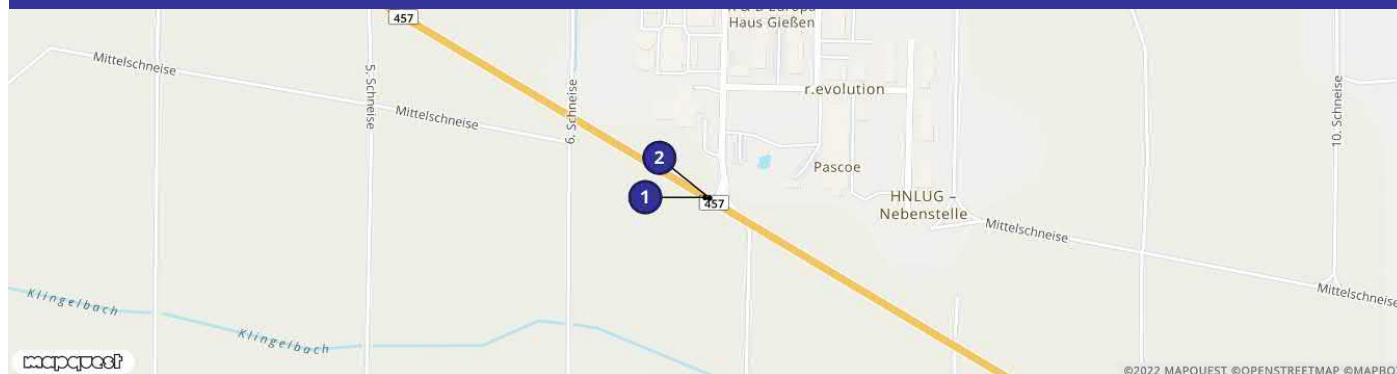 457
Haus Gießen
Mittelschneise
5. Schneise
Mittelschneise
6. Schneise
r.evolution
10. Schneise
2
Pascoe
1
457
HNLUG –
Nebenstelle
Mittelschneise
Mittelschneise
Klingelbach
Klingelbach
mapquest
©2022 MAPQUEST ©OPENSTREETMAP ©MAPBO